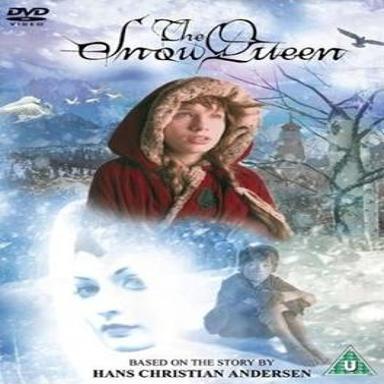 DVD
VIDEO
The
Snow Queen
BASED ON THE STORY BY
HANS CHRISTIAN ANDERSEN
U